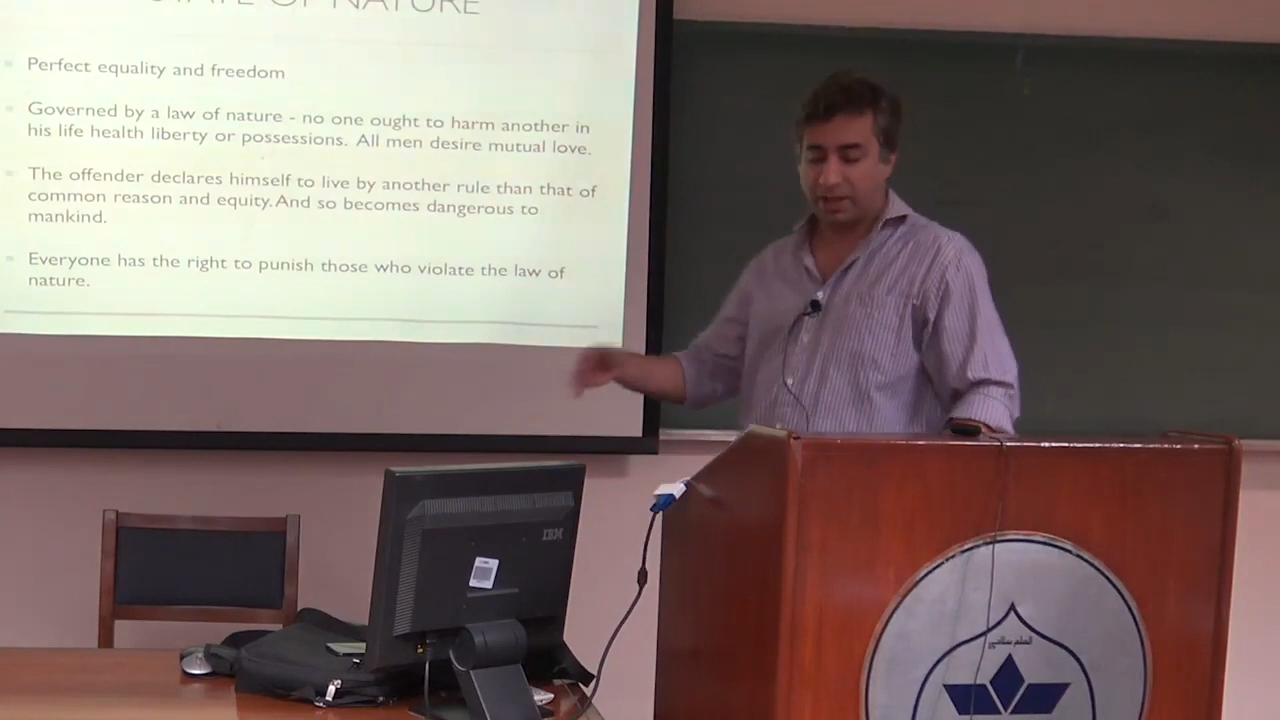 STATE OF NATURE
Perfect equality and freedom
Governed by a law of nature - no one ought to harm another in
his life health liberty or possessions. All men desire mutual love.
The offender declares himself to live by another rule than that of
common reason and equity. And so becomes dangerous to
mankind.
Everyone has the right to punish those who violate the law of
nature.
IBM